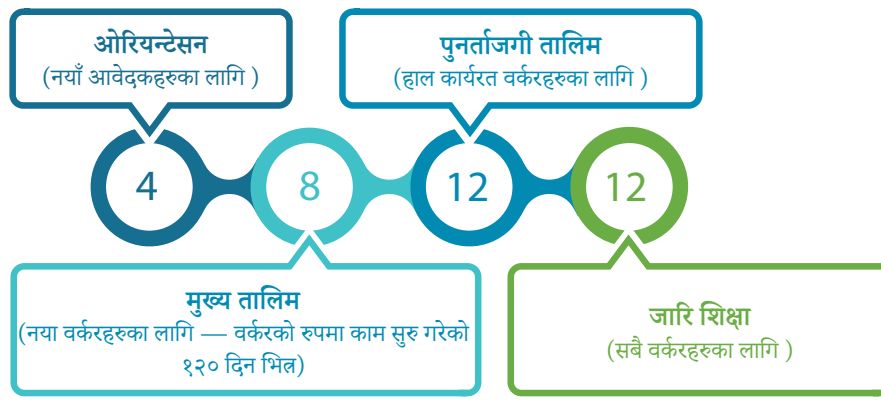 ओरियन्टेसन
(नयाँ आवेदकहरुका लागि )
पुनर्ताजगी तालिम
(हाल कार्यरत वर्करहरुका लागि )
4
8
12
12
मुख्य तालिम
(नया वर्करहरुका लागि — वर्करको रुपमा काम सुरु गरेको
१२० दिन भित्र)
जारि शिक्षा
(सबै वर्करहरुका लागि )